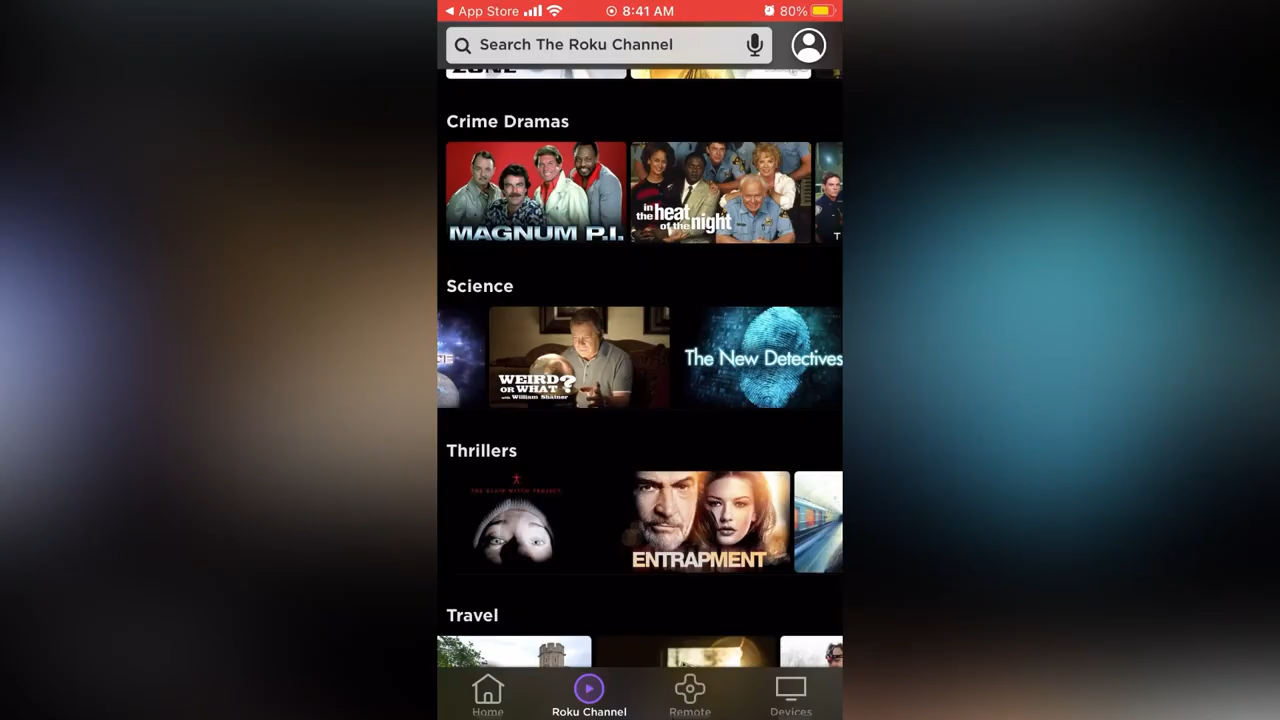 App Store
8:41 AM
80%
Search The Roku Channel
ZONE
Crime Dramas
MAGNUM P.I.
in
the heat
of the night
T
Science
CIE
WEIRD?
OR WHAT
with William Shatner
The New Detectives
Thrillers
THE BLAIR WITCH PROJECT
ENTRAPMENT
Travel
Home
Roku Channel
Remote
Devices